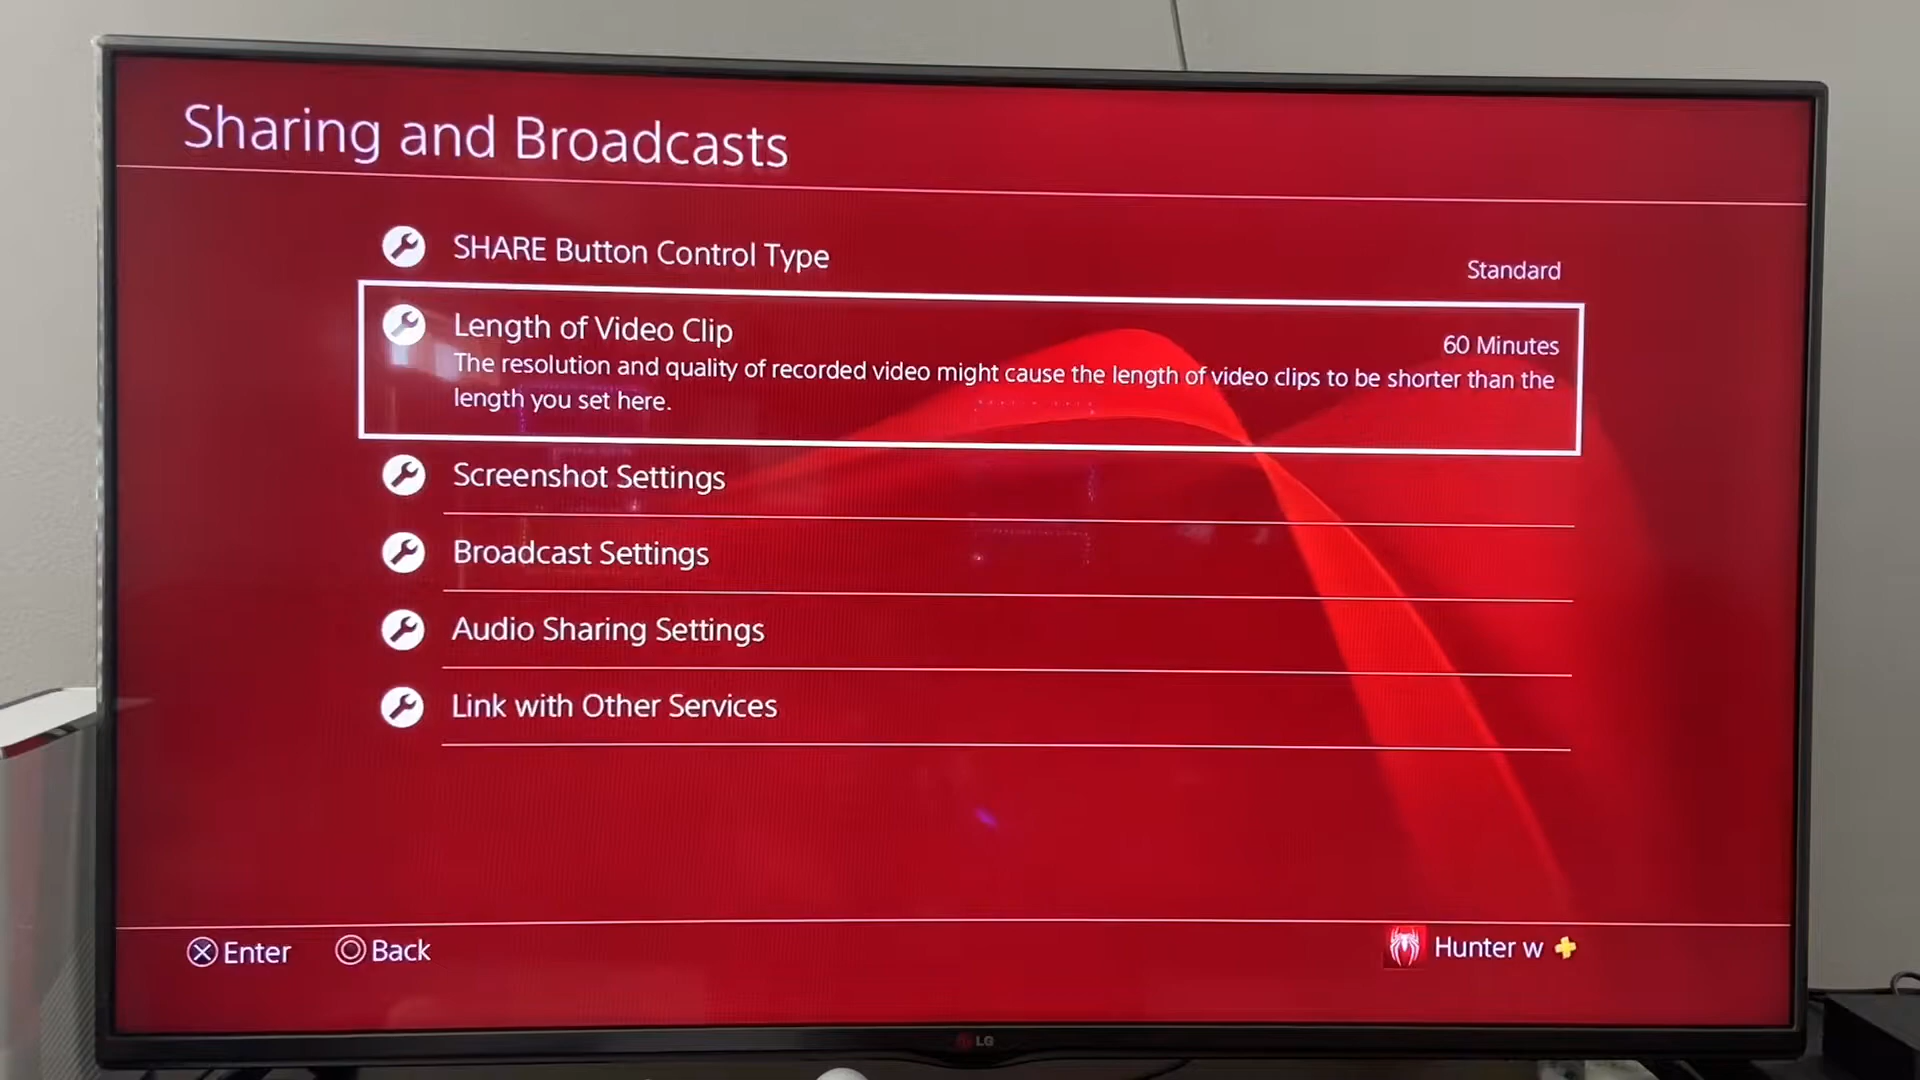 Sharing and Broadcasts
SHARE Button Control Type
Standard
Length of Video Clip
60 Minutes
The resolution and quality of recorded video might cause the length of video clips to be shorter than the
length you set here.
Screenshot Settings
Broadcast Settings
Audio Sharing Settings
Link with Other Services
Enter
Back
Hunter w
LG